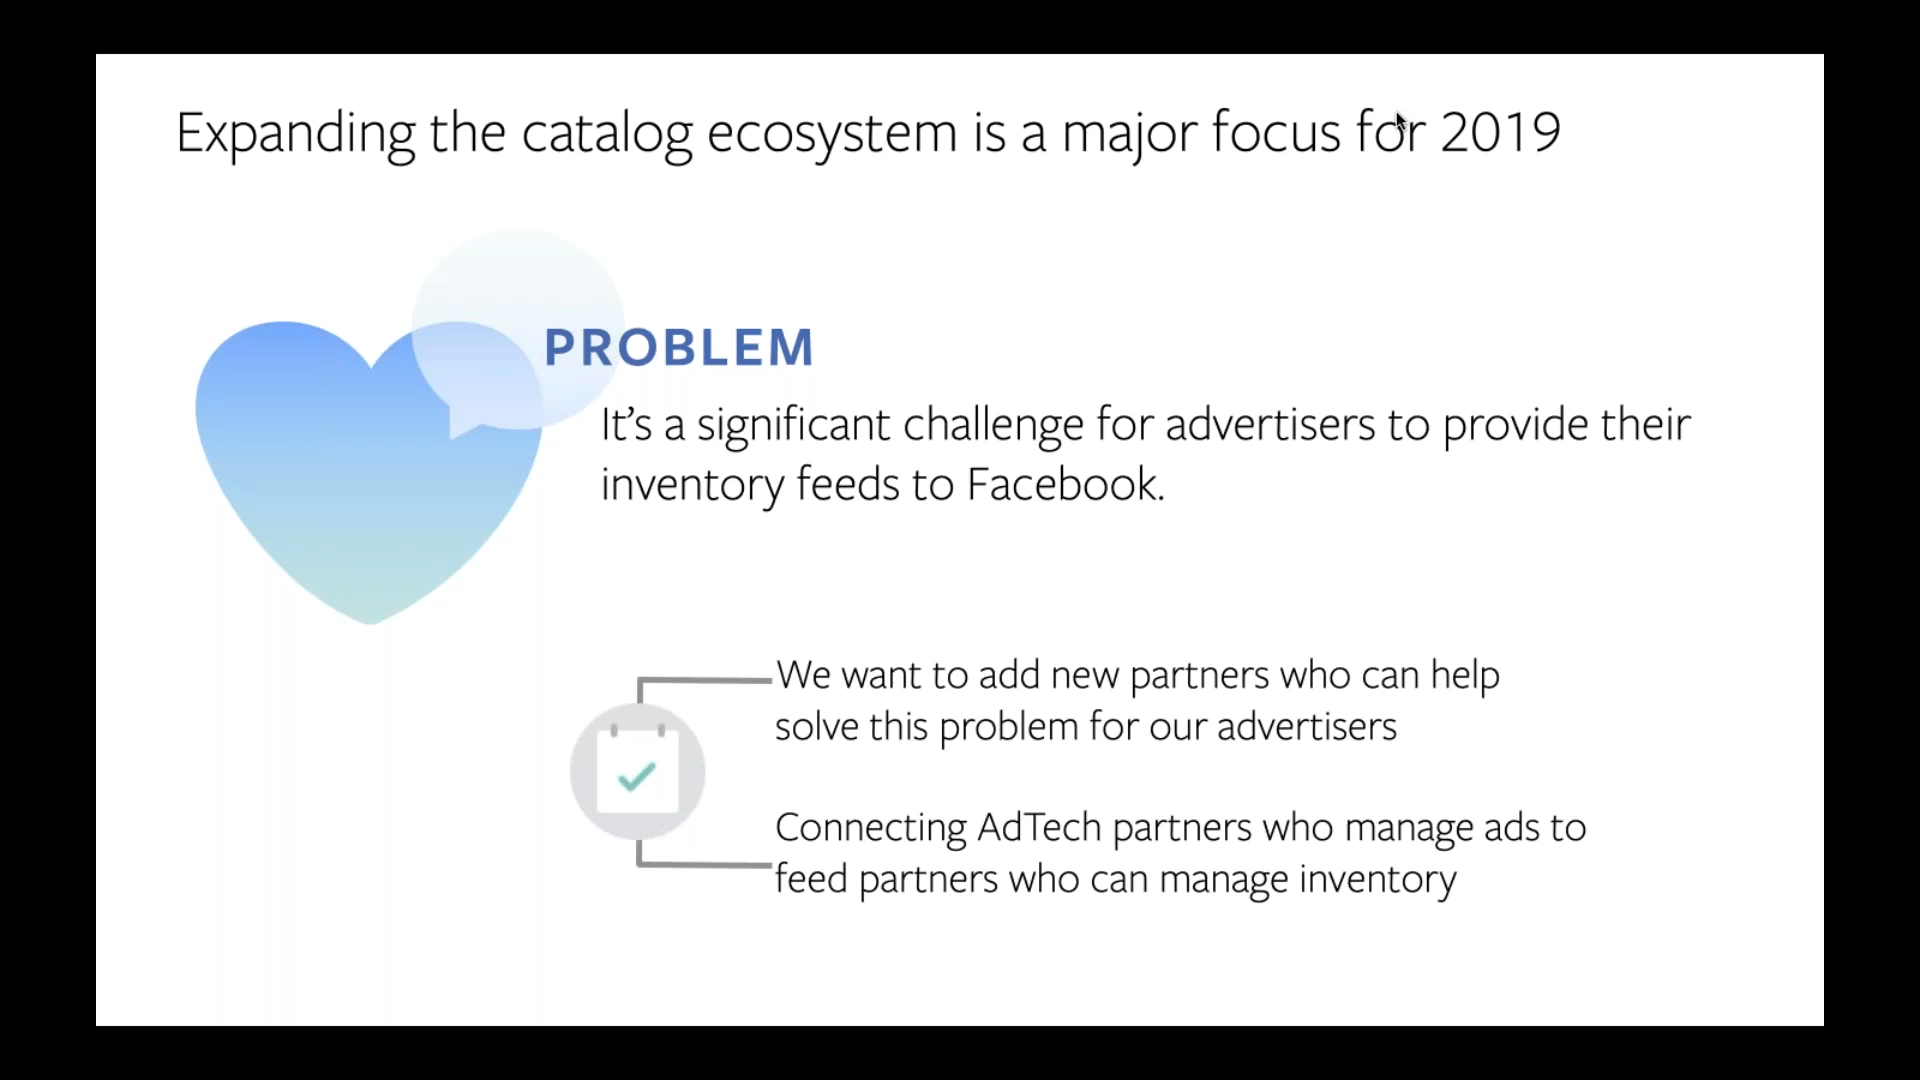 Expanding the catalog ecosystem is a major focus for 2019
PROBLEM
It’s a significant challenge for advertisers to provide their
inventory feeds to Facebook.
We want to add new partners who can help
solve this problem for our advertisers
Connecting AdTech partners who manage ads to
feed partners who can manage inventory